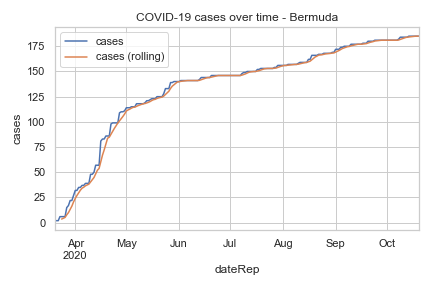 COVID-19 cases over time - Bermuda
cases
cases (rolling)
175
150
125
100
75
50
25
0
cases
Apr May Jun Jul Aug Sep Oct
2020
dateRep